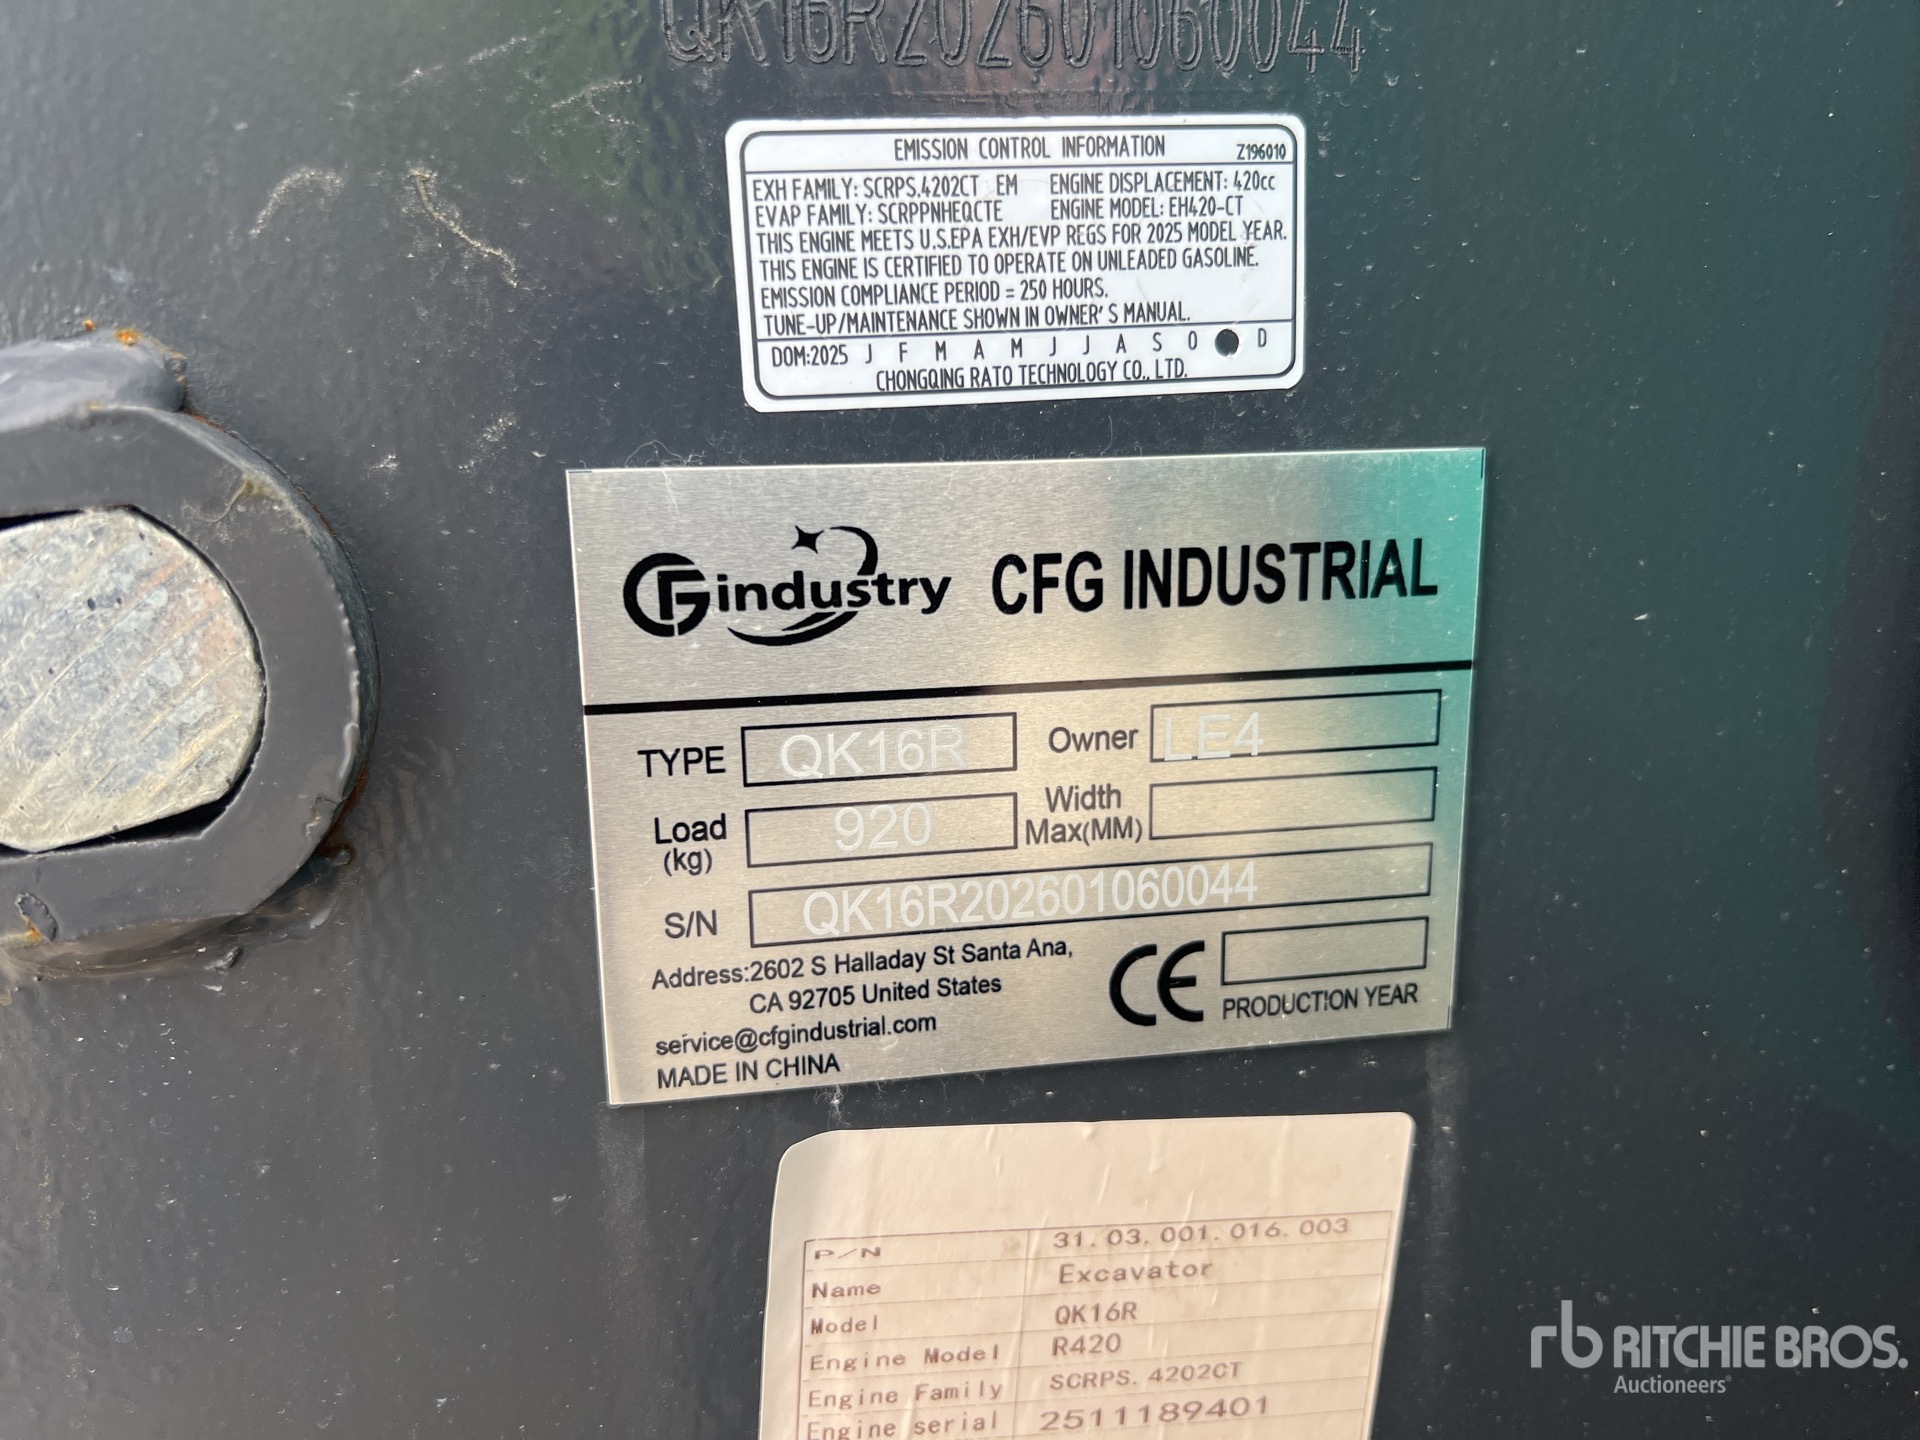 QK16R202601060044
EMISSION CONTROL INFORMATION Z196010
EXH FAMILY: SCRPS.4202CT EM ENGINE DISPLACEMENT: 420cc
EVAP FAMILY: SCRPPNHEQCTE ENGINE MODEL: EH420-CT
THIS ENGINE MEETS U.S.EPA EXH/EVP REGS FOR 2025 MODEL YEAR.
THIS ENGINE IS CERTIFIED TO OPERATE ON UNLEADED GASOLINE.
EMISSION COMPLIANCE PERIOD = 250 HOURS.
TUNE-UP/MAINTENANCE SHOWN IN OWNER'S MANUAL.
DOM:2025 J F M A M J J A S O D
CHONGQING RATO TECHNOLOGY CO., LTD.
CFGindustry CFG INDUSTRIAL
TYPE QK16R Owner LE4
Load (kg) 920 Width Max(MM)
S/N QK16R202601060044
Address:2602 S Halladay St Santa Ana,
CA 92705 United States
service@cfgindustrial.com
MADE IN CHINA
CE PRODUCTION YEAR
P/N 31.03.001.016.003
Name Excavator
Model QK16R
Engine Model R420
Engine Family SCRPS.4202CT
Engine serial 2511189401
rb RITCHIE BROS.
Auctioneers